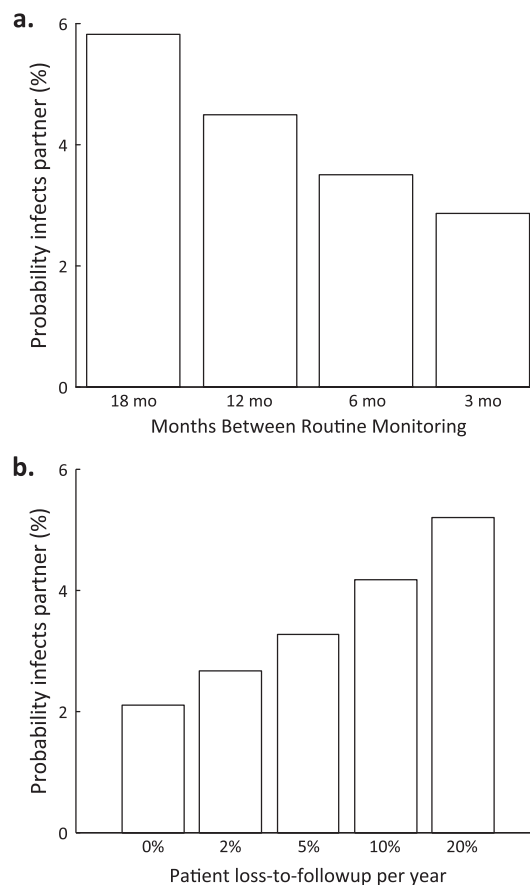 a.
6
4
2
0
Probability infects partner (%)
18 mo 12 mo 6 mo 3 mo
Months Between Routine Monitoring
b.
6
4
2
0
Probability infects partner (%)
0% 2% 5% 10% 20%
Patient loss-to-followup per year